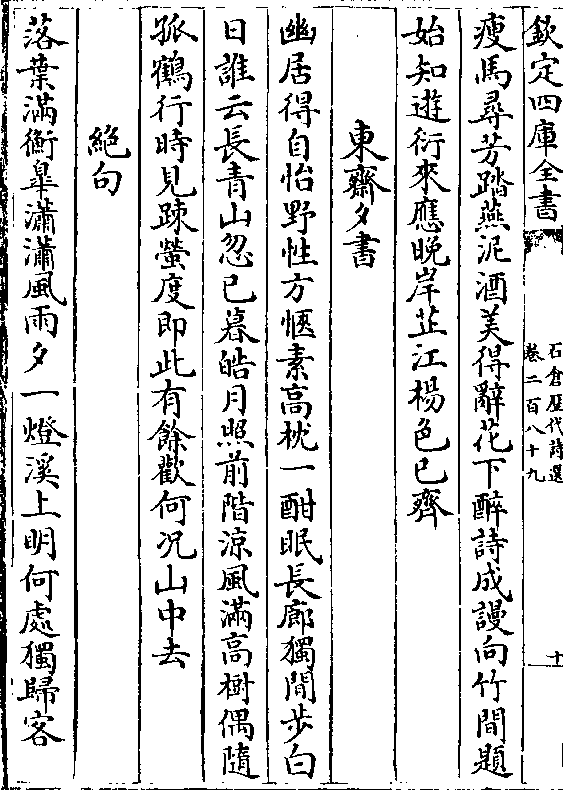 欽定四庫全書
石倉歴代詩選
卷二百八十九
十
瘦馬尋芳踏燕泥酒美得辭花下醉詩成謾向竹間題
始知遊衍來應晚岸芷江楊色已齊
東齋夕書
幽居得自怡野性方愜素高枕一酣眠長廊獨閒步白
日誰云長青山忽已暮皓月照前階涼風滿高樹偶隨
孤鶴行時見疎螢度即此有餘歡何况山中去
絕句
落葉滿衡皐瀟瀟風雨夕一燈溪上明何處獨歸客